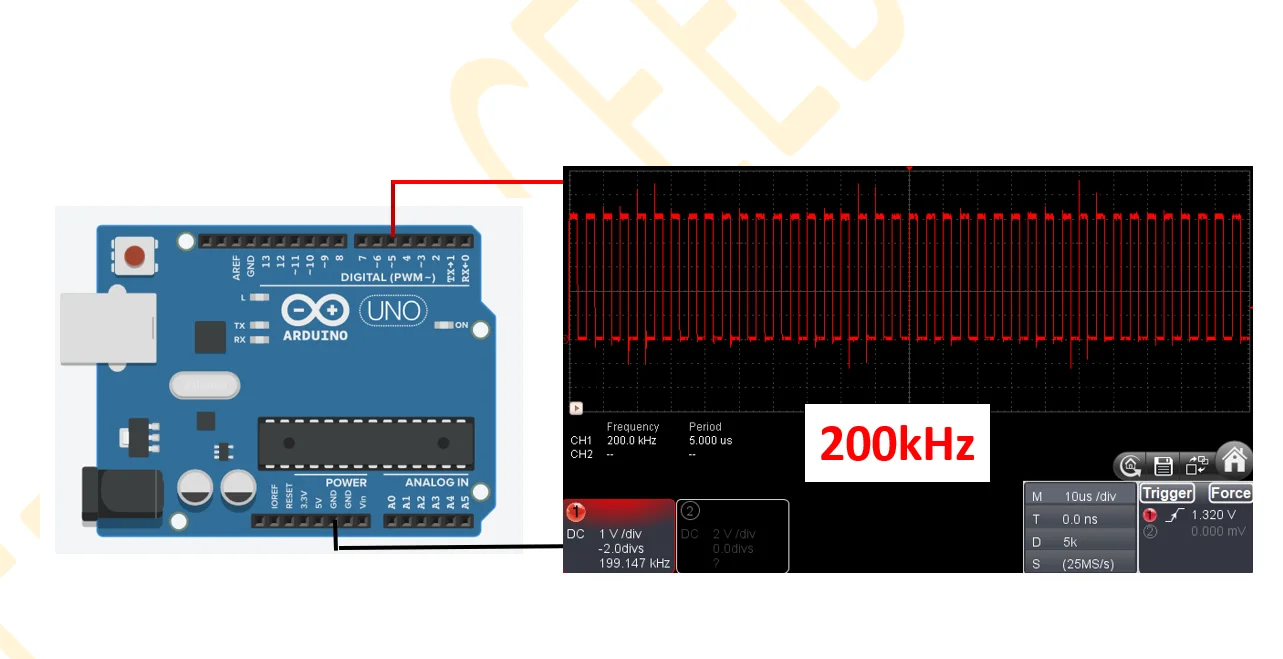 CEED
AREF
GND
13
12
~11
~10
~9
8
7
~6
~5
4
~3
2
TX→1
RX←0
DIGITAL (PWM~)
L
TX
RX
ARDUINO
UNO
ON
POWER
ANALOG IN
IOREF
RESET
3.3V
5V
GND
GND
Vin
A0
A1
A2
A3
A4
A5
Frequency Period
CH1 200.0 kHz 5.000 us
CH2 -- --
200kHz
1
DC 1 V /div
-2.0divs
199.147 kHz
2
DC 2 V /div
0.0divs
?
M 10us /div
T 0.0 ns
D 5k
S (25MS/s)
Trigger Force
1 1.320 V
2 0.000 mV